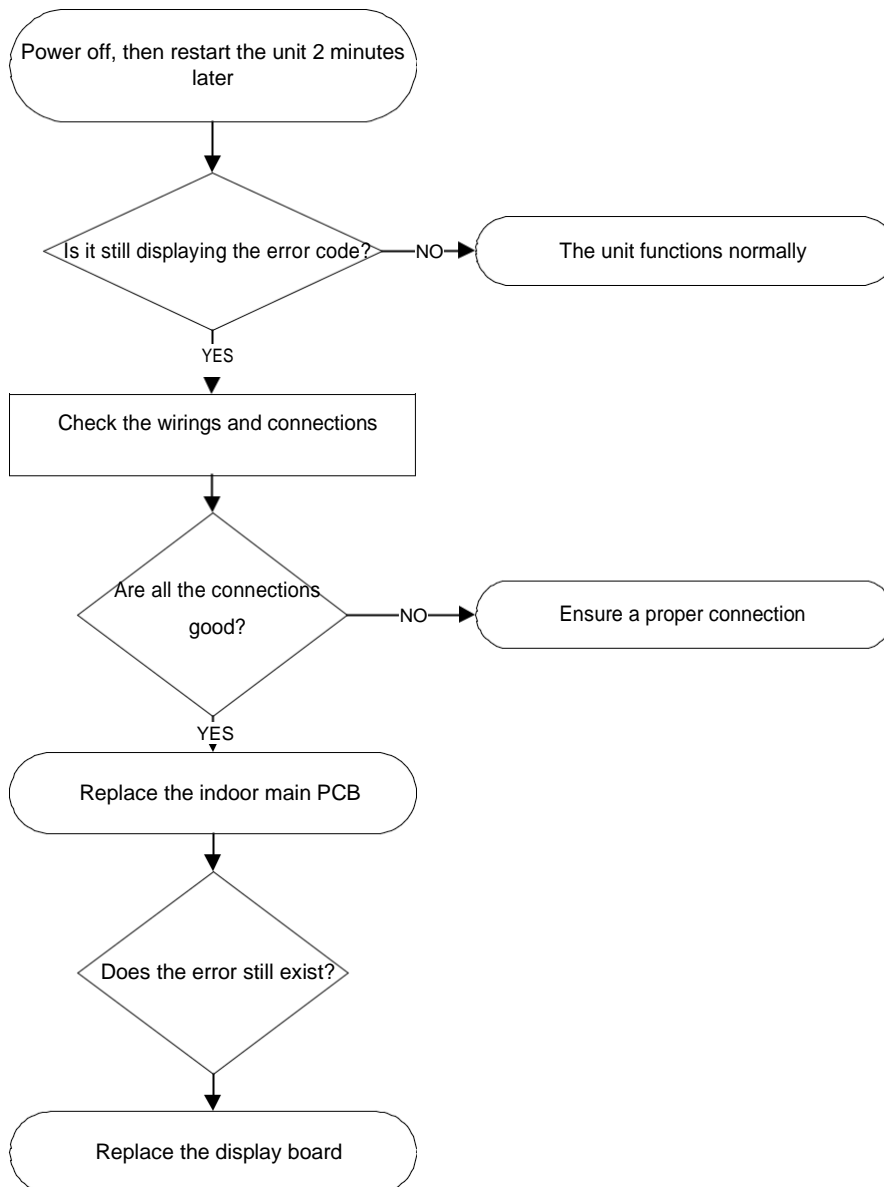 Power off, then restart the unit 2 minutes
later
Is it still displaying the error code?
NO
The unit functions normally
YES
Check the wirings and connections
Are all the connections
good?
NO
Ensure a proper connection
YES
Replace the indoor main PCB
Does the error still exist?
Replace the display board